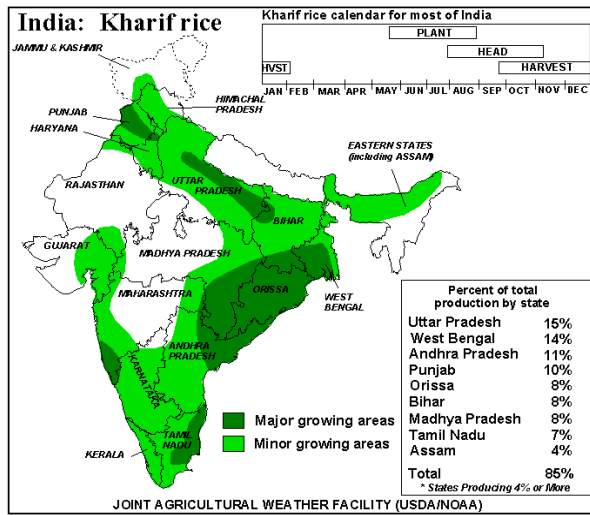 India: Kharif rice
Kharif rice calendar for most of India
PLANT
HEAD
HVST
HARVEST
JAN FEB MAR APR MAY JUN JUL AUG SEP OCT NOV DEC
JAMMU & KASHMIR
HIMACHAL
PRADESH
PUNJAB
HARYANA
EASTERN STATES
(including ASSAM)
RAJASTHAN
UTTAR
PRADESH
BIHAR
GUJARAT
MADHYA PRADESH
MAHARASHTRA
ORISSA
WEST
BENGAL
ANDHRA
PRADESH
KARNATAKA
KERALA
TAMIL
NADU
Major growing areas
Minor growing areas
Percent of total
production by state
Uttar Pradesh 15%
West Bengal 14%
Andhra Pradesh 11%
Punjab 10%
Orissa 8%
Bihar 8%
Madhya Pradesh 8%
Tamil Nadu 7%
Assam 4%
Total 85%
* States Producing 4% or More
JOINT AGRICULTURAL WEATHER FACILITY (USDA/NOAA)